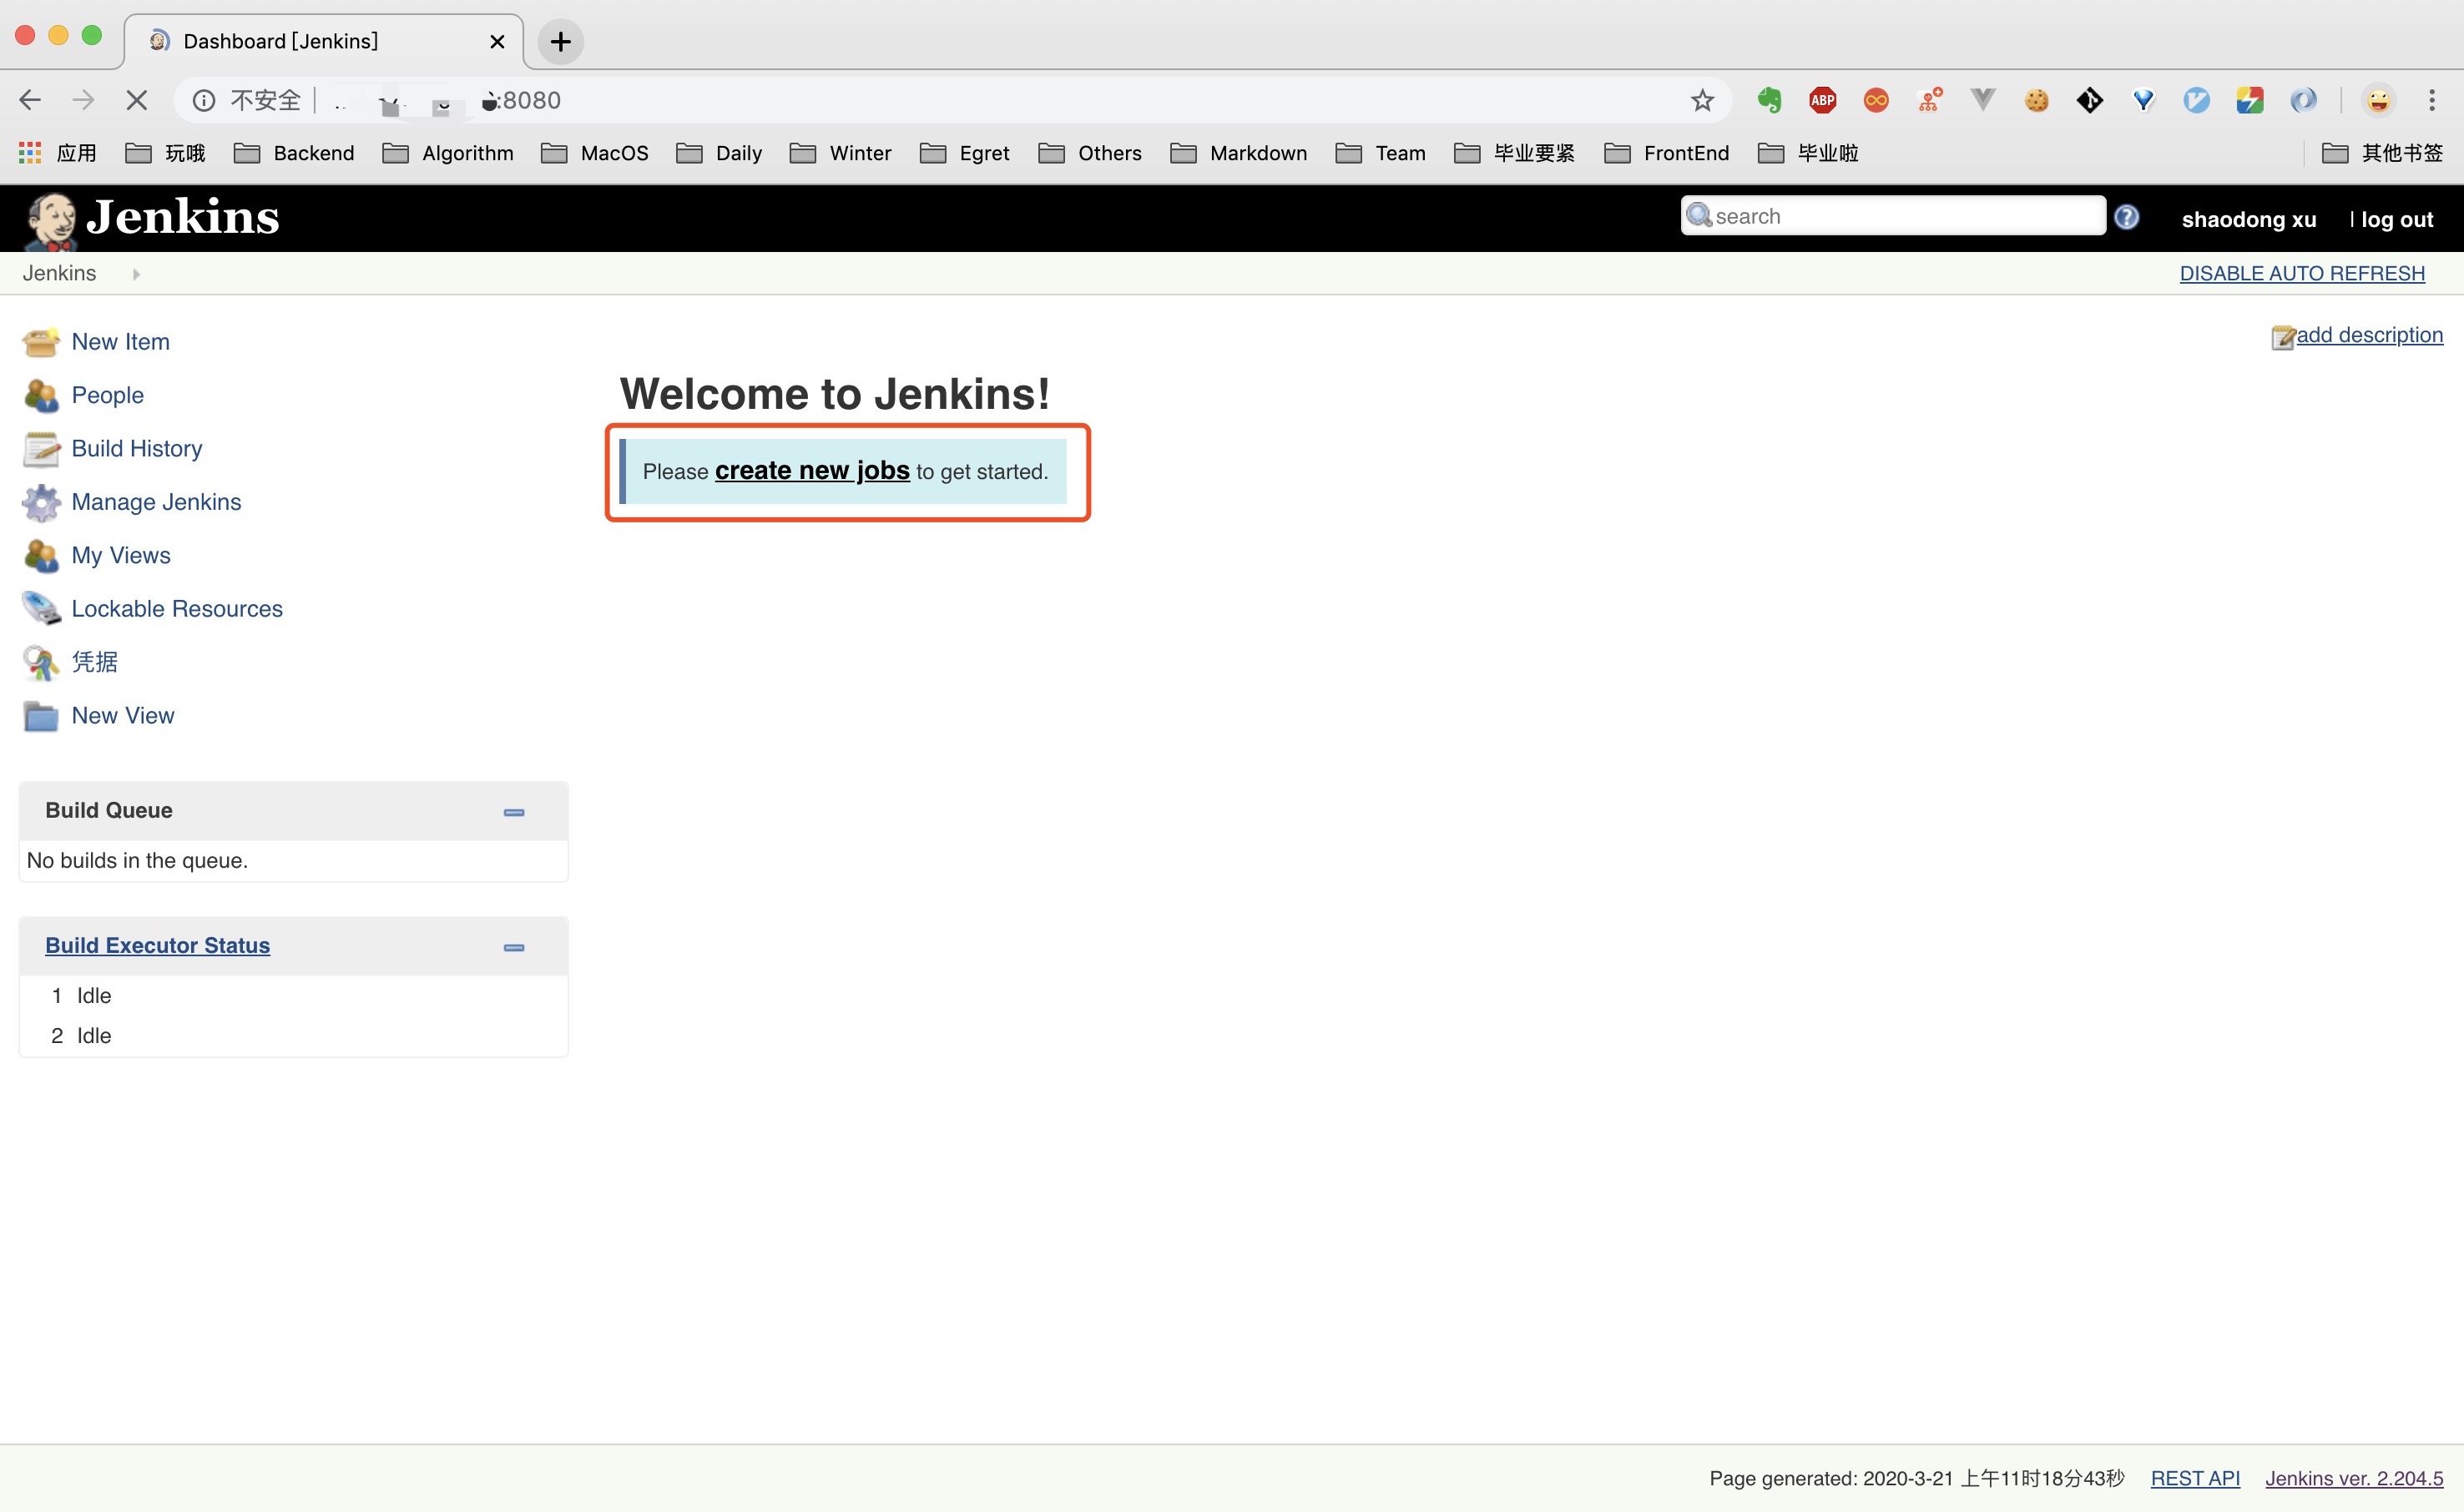 Dashboard [Jenkins]
不安全
:8080
ABP
应用 玩哦 Backend Algorithm MacOS Daily Winter Egret Others Markdown Team 毕业要紧 FrontEnd 毕业啦 其他书签
Jenkins
search
shaodong xu | log out
Jenkins
DISABLE AUTO REFRESH
New Item
People
Build History
Manage Jenkins
My Views
Lockable Resources
凭据
New View
add description
Welcome to Jenkins!
Please create new jobs to get started.
Build Queue
No builds in the queue.
Build Executor Status
1 Idle
2 Idle
Page generated: 2020-3-21 上午11时18分43秒 REST API Jenkins ver. 2.204.5